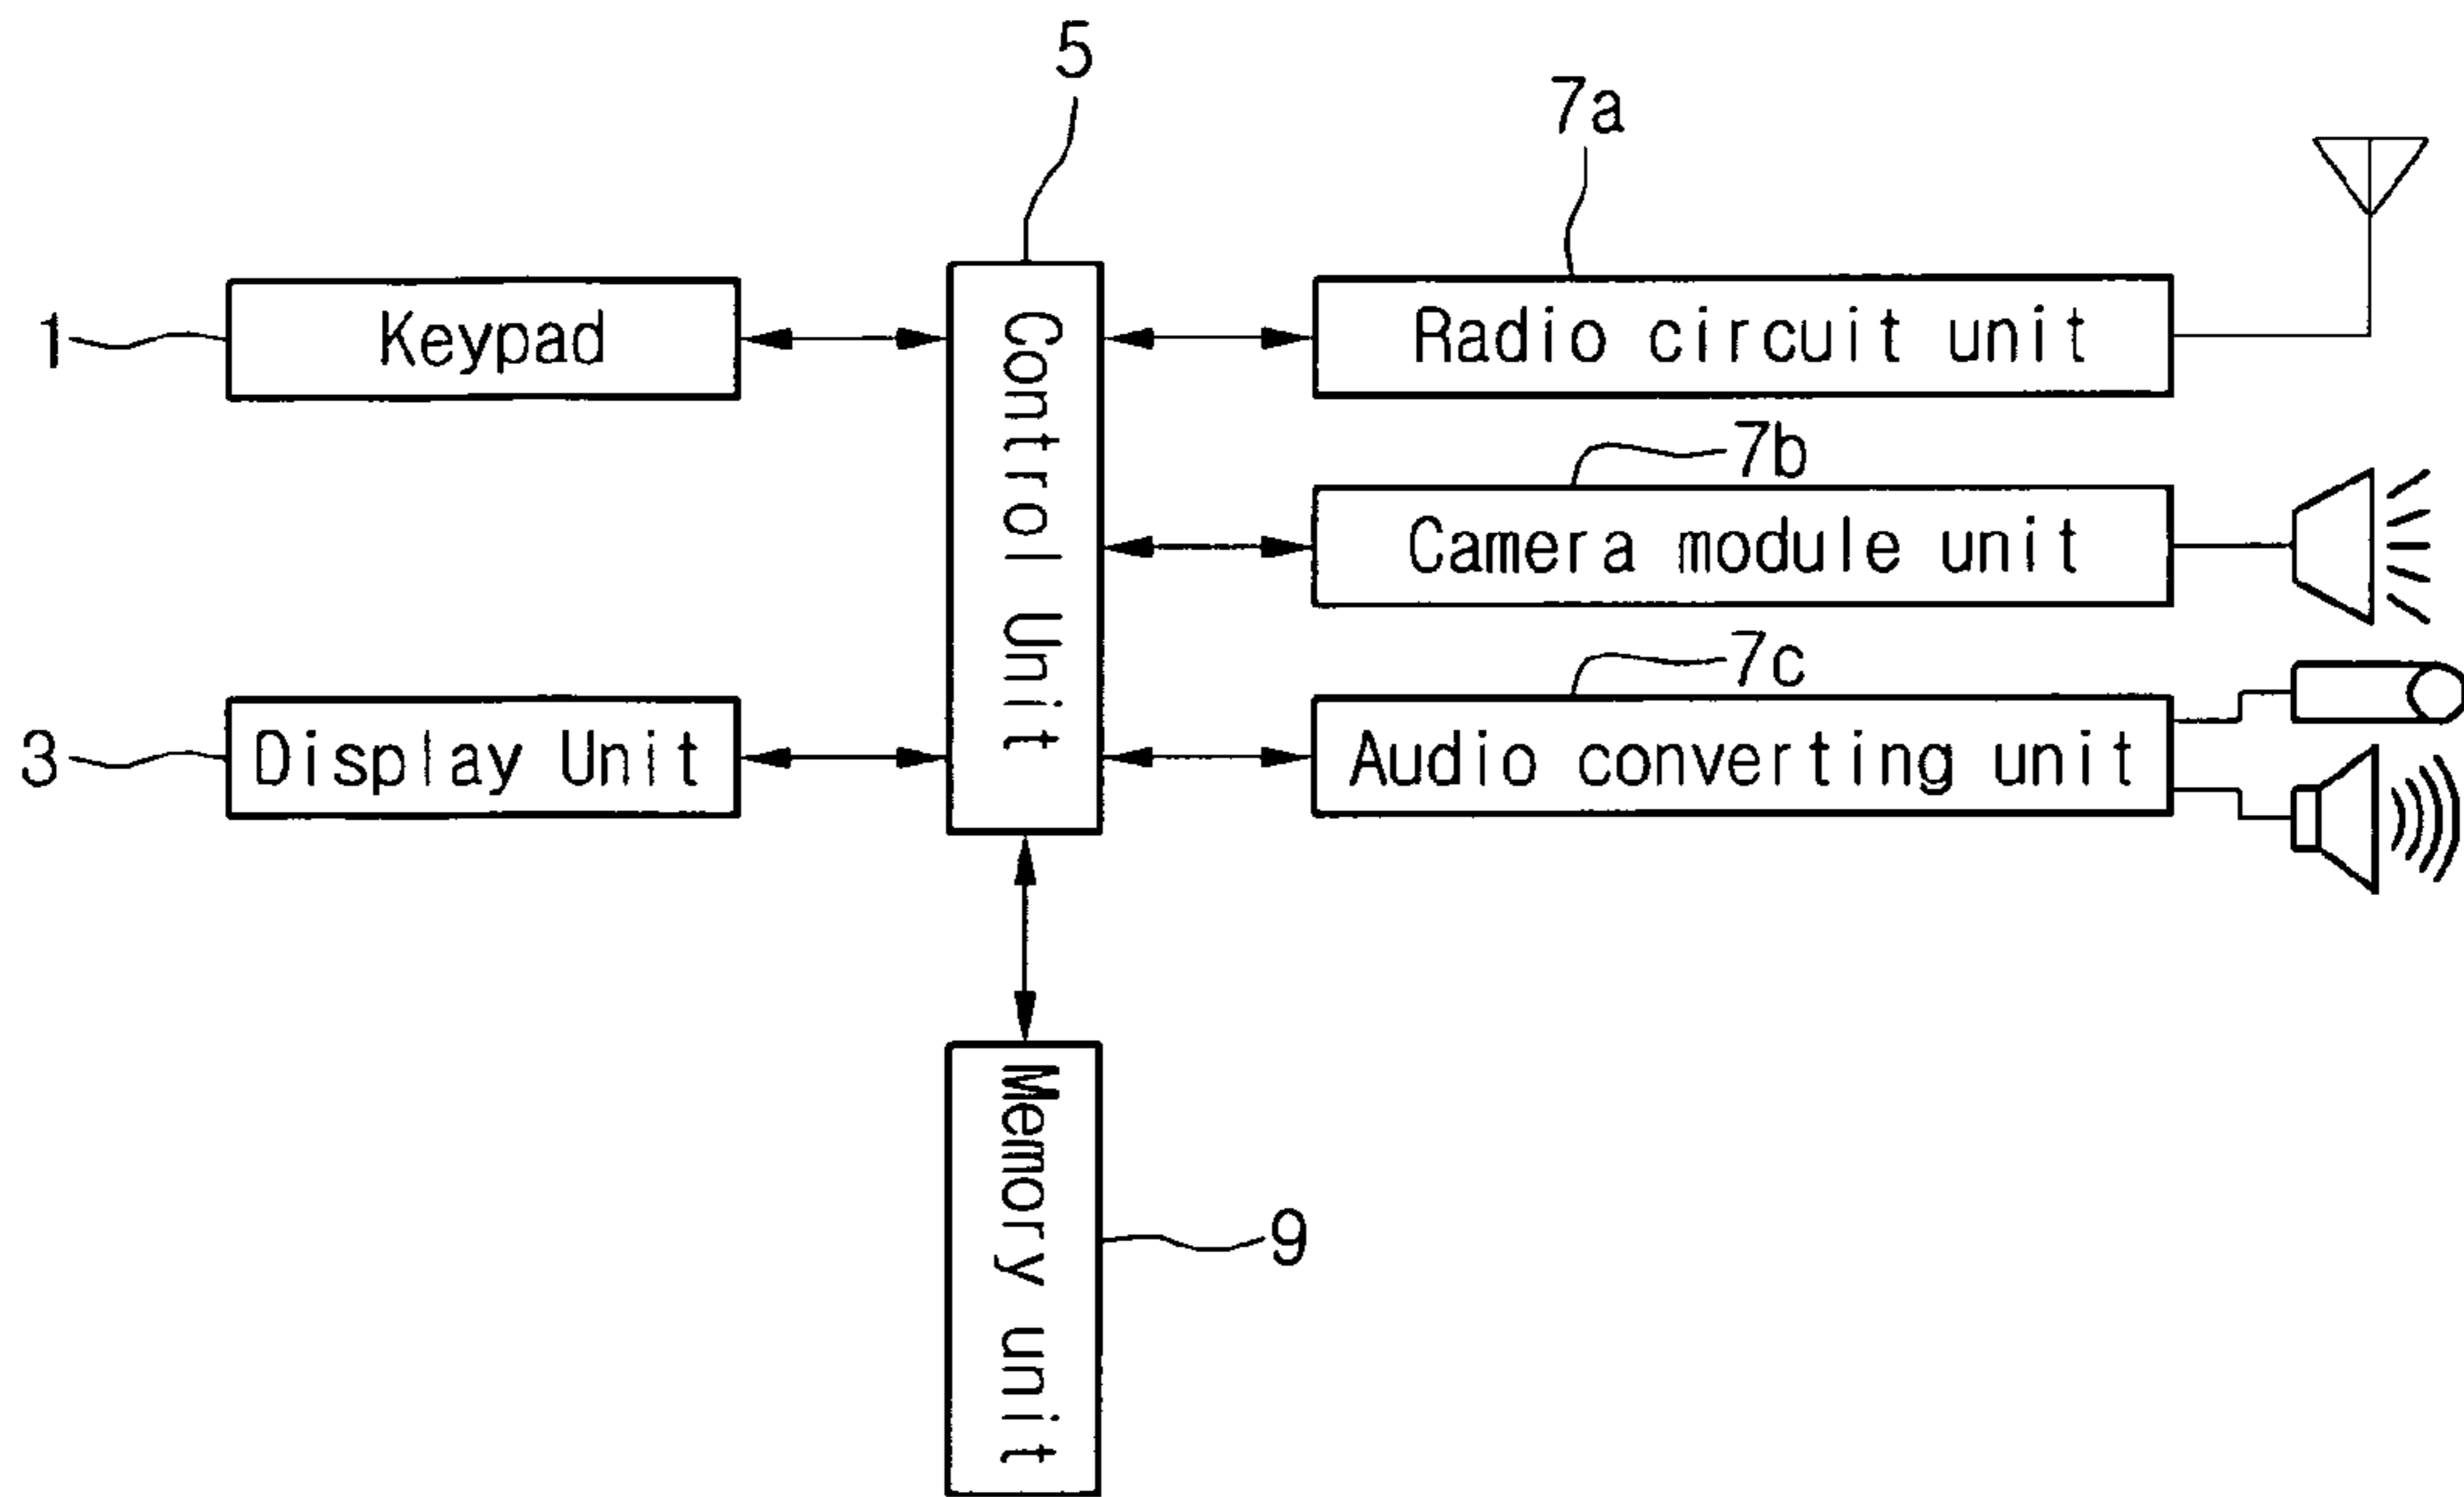 5
7a
1
Keypad
Control Unit
Radio circuit unit
7b
Camera module unit
7c
3
Display Unit
Audio converting unit
Memory unit
9